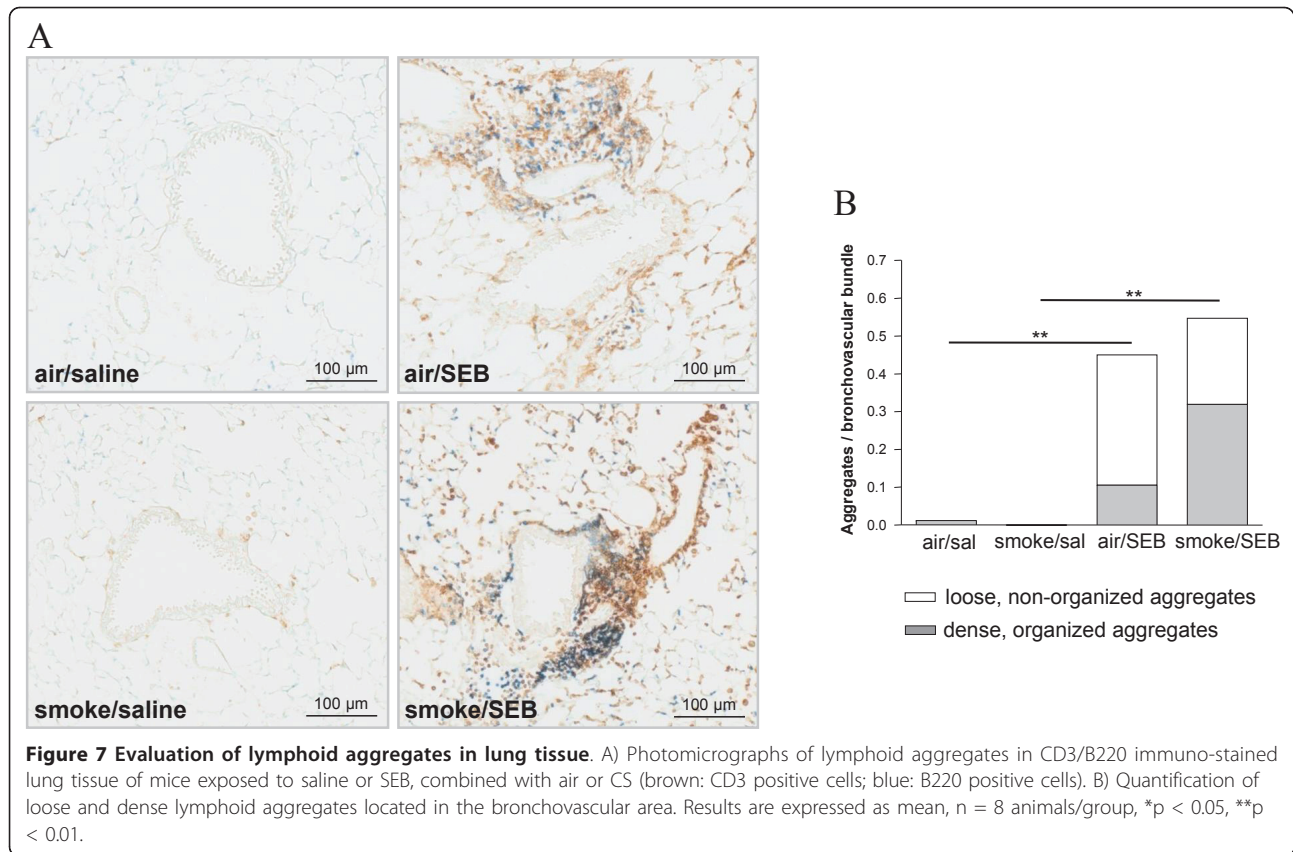 A
air/saline
100 µm
air/SEB
100 µm
smoke/saline
100 µm
smoke/SEB
100 µm
B
Aggregates / bronchovascular bundle
0.7
0.6
0.5
0.4
0.3
0.2
0.1
0.0
**
**
air/sal smoke/sal air/SEB smoke/SEB
loose, non-organized aggregates
dense, organized aggregates
Figure 7 Evaluation of lymphoid aggregates in lung tissue. A) Photomicrographs of lymphoid aggregates in CD3/B220 immuno-stained
lung tissue of mice exposed to saline or SEB, combined with air or CS (brown: CD3 positive cells; blue: B220 positive cells). B) Quantification of
loose and dense lymphoid aggregates located in the bronchovascular area. Results are expressed as mean, n = 8 animals/group, *p < 0.05, **p
< 0.01.